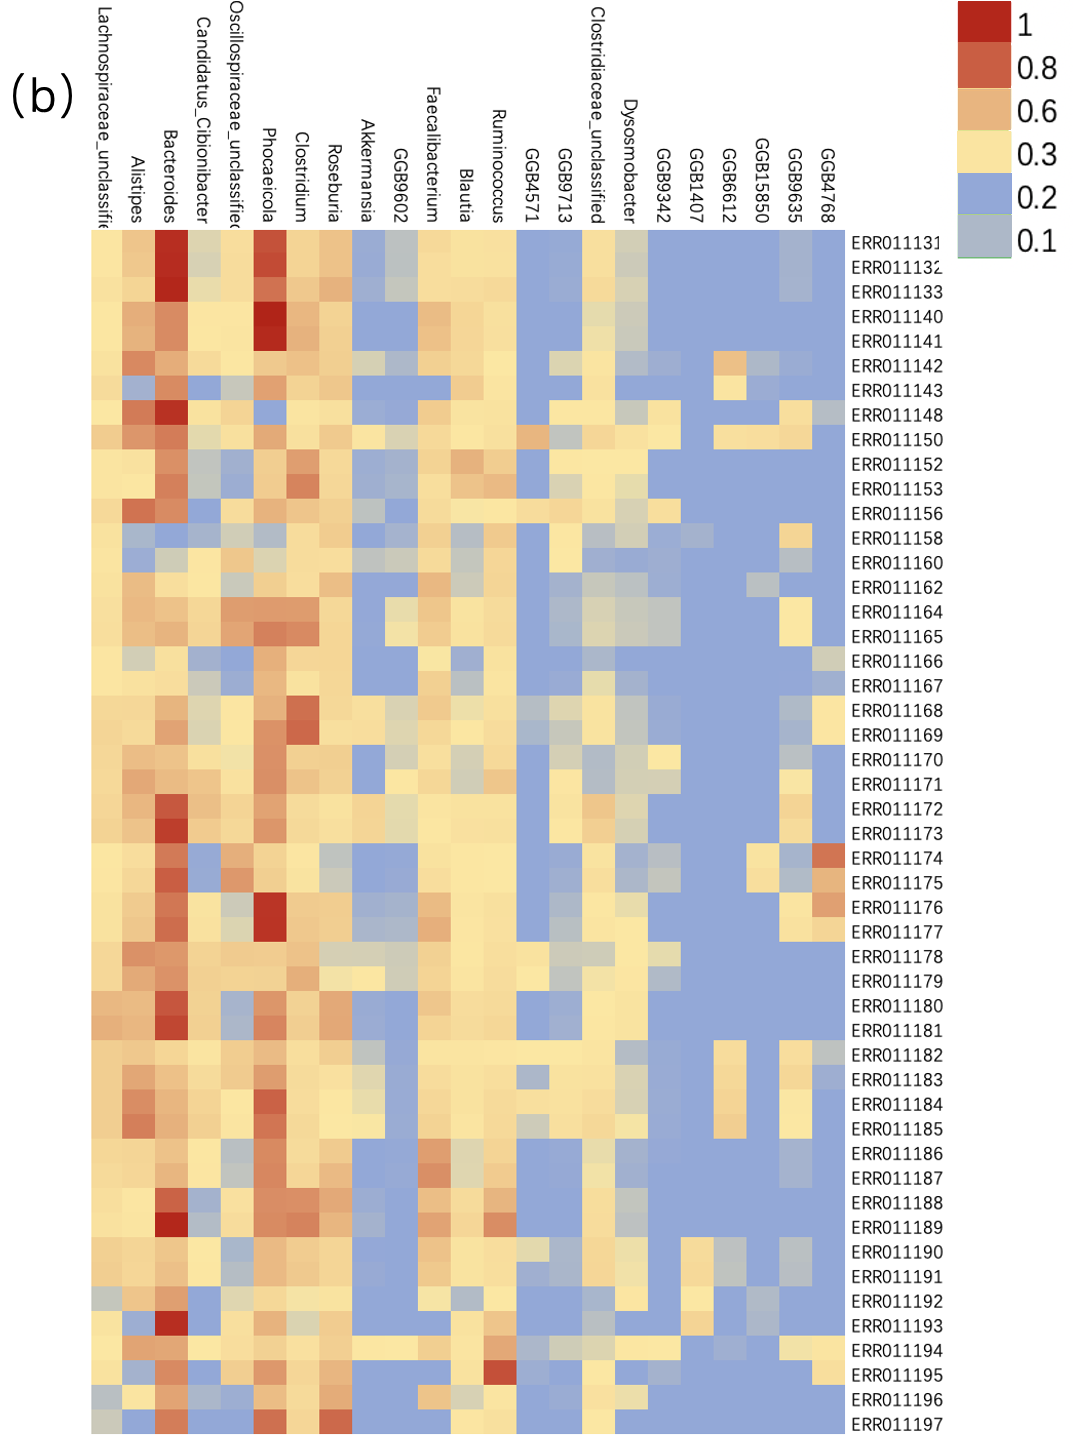 (b)
Lachnospiraceae_unclassifie
Alistipes
Bacteroides
Candidatus_Cibionibacter
Oscillospiraceae_unclassified
Phocaeicola
Clostridium
Roseburia
Akkermansia
GGB9602
Faecalibacterium
Blautia
Ruminococcus
GGB4571
GGB9713
Clostridiaceae_unclassified
Dysosmobacter
GGB9342
GGB1407
GGB6612
GGB15850
GGB9635
GGB4768
1
0.8
0.6
0.3
0.2
0.1
ERR011131
ERR011132
ERR011133
ERR011140
ERR011141
ERR011142
ERR011143
ERR011148
ERR011150
ERR011152
ERR011153
ERR011156
ERR011158
ERR011160
ERR011162
ERR011164
ERR011165
ERR011166
ERR011167
ERR011168
ERR011169
ERR011170
ERR011171
ERR011172
ERR011173
ERR011174
ERR011175
ERR011176
ERR011177
ERR011178
ERR011179
ERR011180
ERR011181
ERR011182
ERR011183
ERR011184
ERR011185
ERR011186
ERR011187
ERR011188
ERR011189
ERR011190
ERR011191
ERR011192
ERR011193
ERR011194
ERR011195
ERR011196
ERR011197